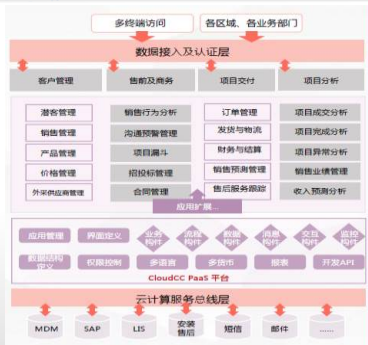 多终端访问
各区域、各业务部门
数据接入及认证层
客户管理
售前及商务
项目交付
项目分析
潜客管理
销售行为分析
订单管理
项目成交分析
销售管理
沟通预警管理
发货与物流
项目完成分析
产品管理
项目漏斗
财务与结算
项目异常分析
价格管理
招投标管理
销售预测管理
销售业绩管理
外采供应商管理
合同管理
售后服务跟踪
收入预测分析
应用扩展...
应用管理
界面定义
业务
构件
流程
构件
数据
构件
消息
构件
交互
构件
监控
构件
数据结构
定义
权限控制
多语言
多货币
报表
开发API
CloudCC PaaS 平台
云计算服务总线层
MDM
SAP
LIS
安装
售后
短信
邮件
......